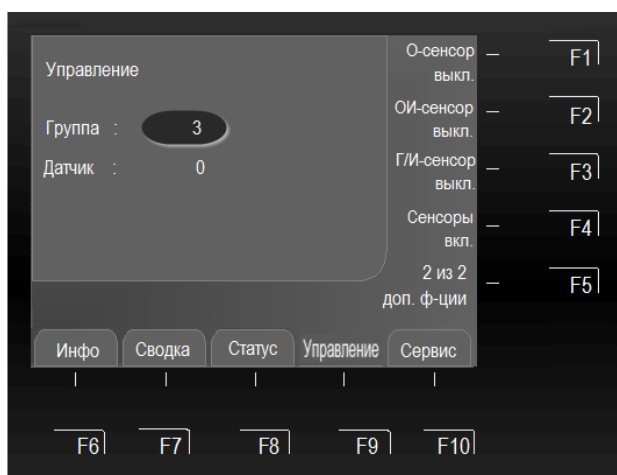 О-сенсор
выкл.
F1
Управление
ОИ-сенсор
выкл.
F2
Группа : 3
Г/И-сенсор
выкл.
F3
Датчик : 0
Сенсоры
вкл.
F4
2 из 2
доп. ф-ции
F5
Инфо Сводка Статус Управление Сервис
F6 F7 F8 F9 F10